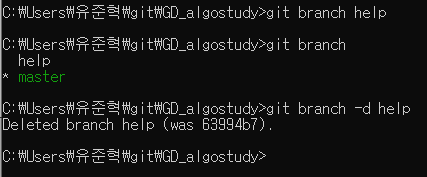 C:\Users\유준혁\git\GD_algostudy>git branch help
C:\Users\유준혁\git\GD_algostudy>git branch
help
* master
C:\Users\유준혁\git\GD_algostudy>git branch -d help
Deleted branch help (was 63994b7).
C:\Users\유준혁\git\GD_algostudy>